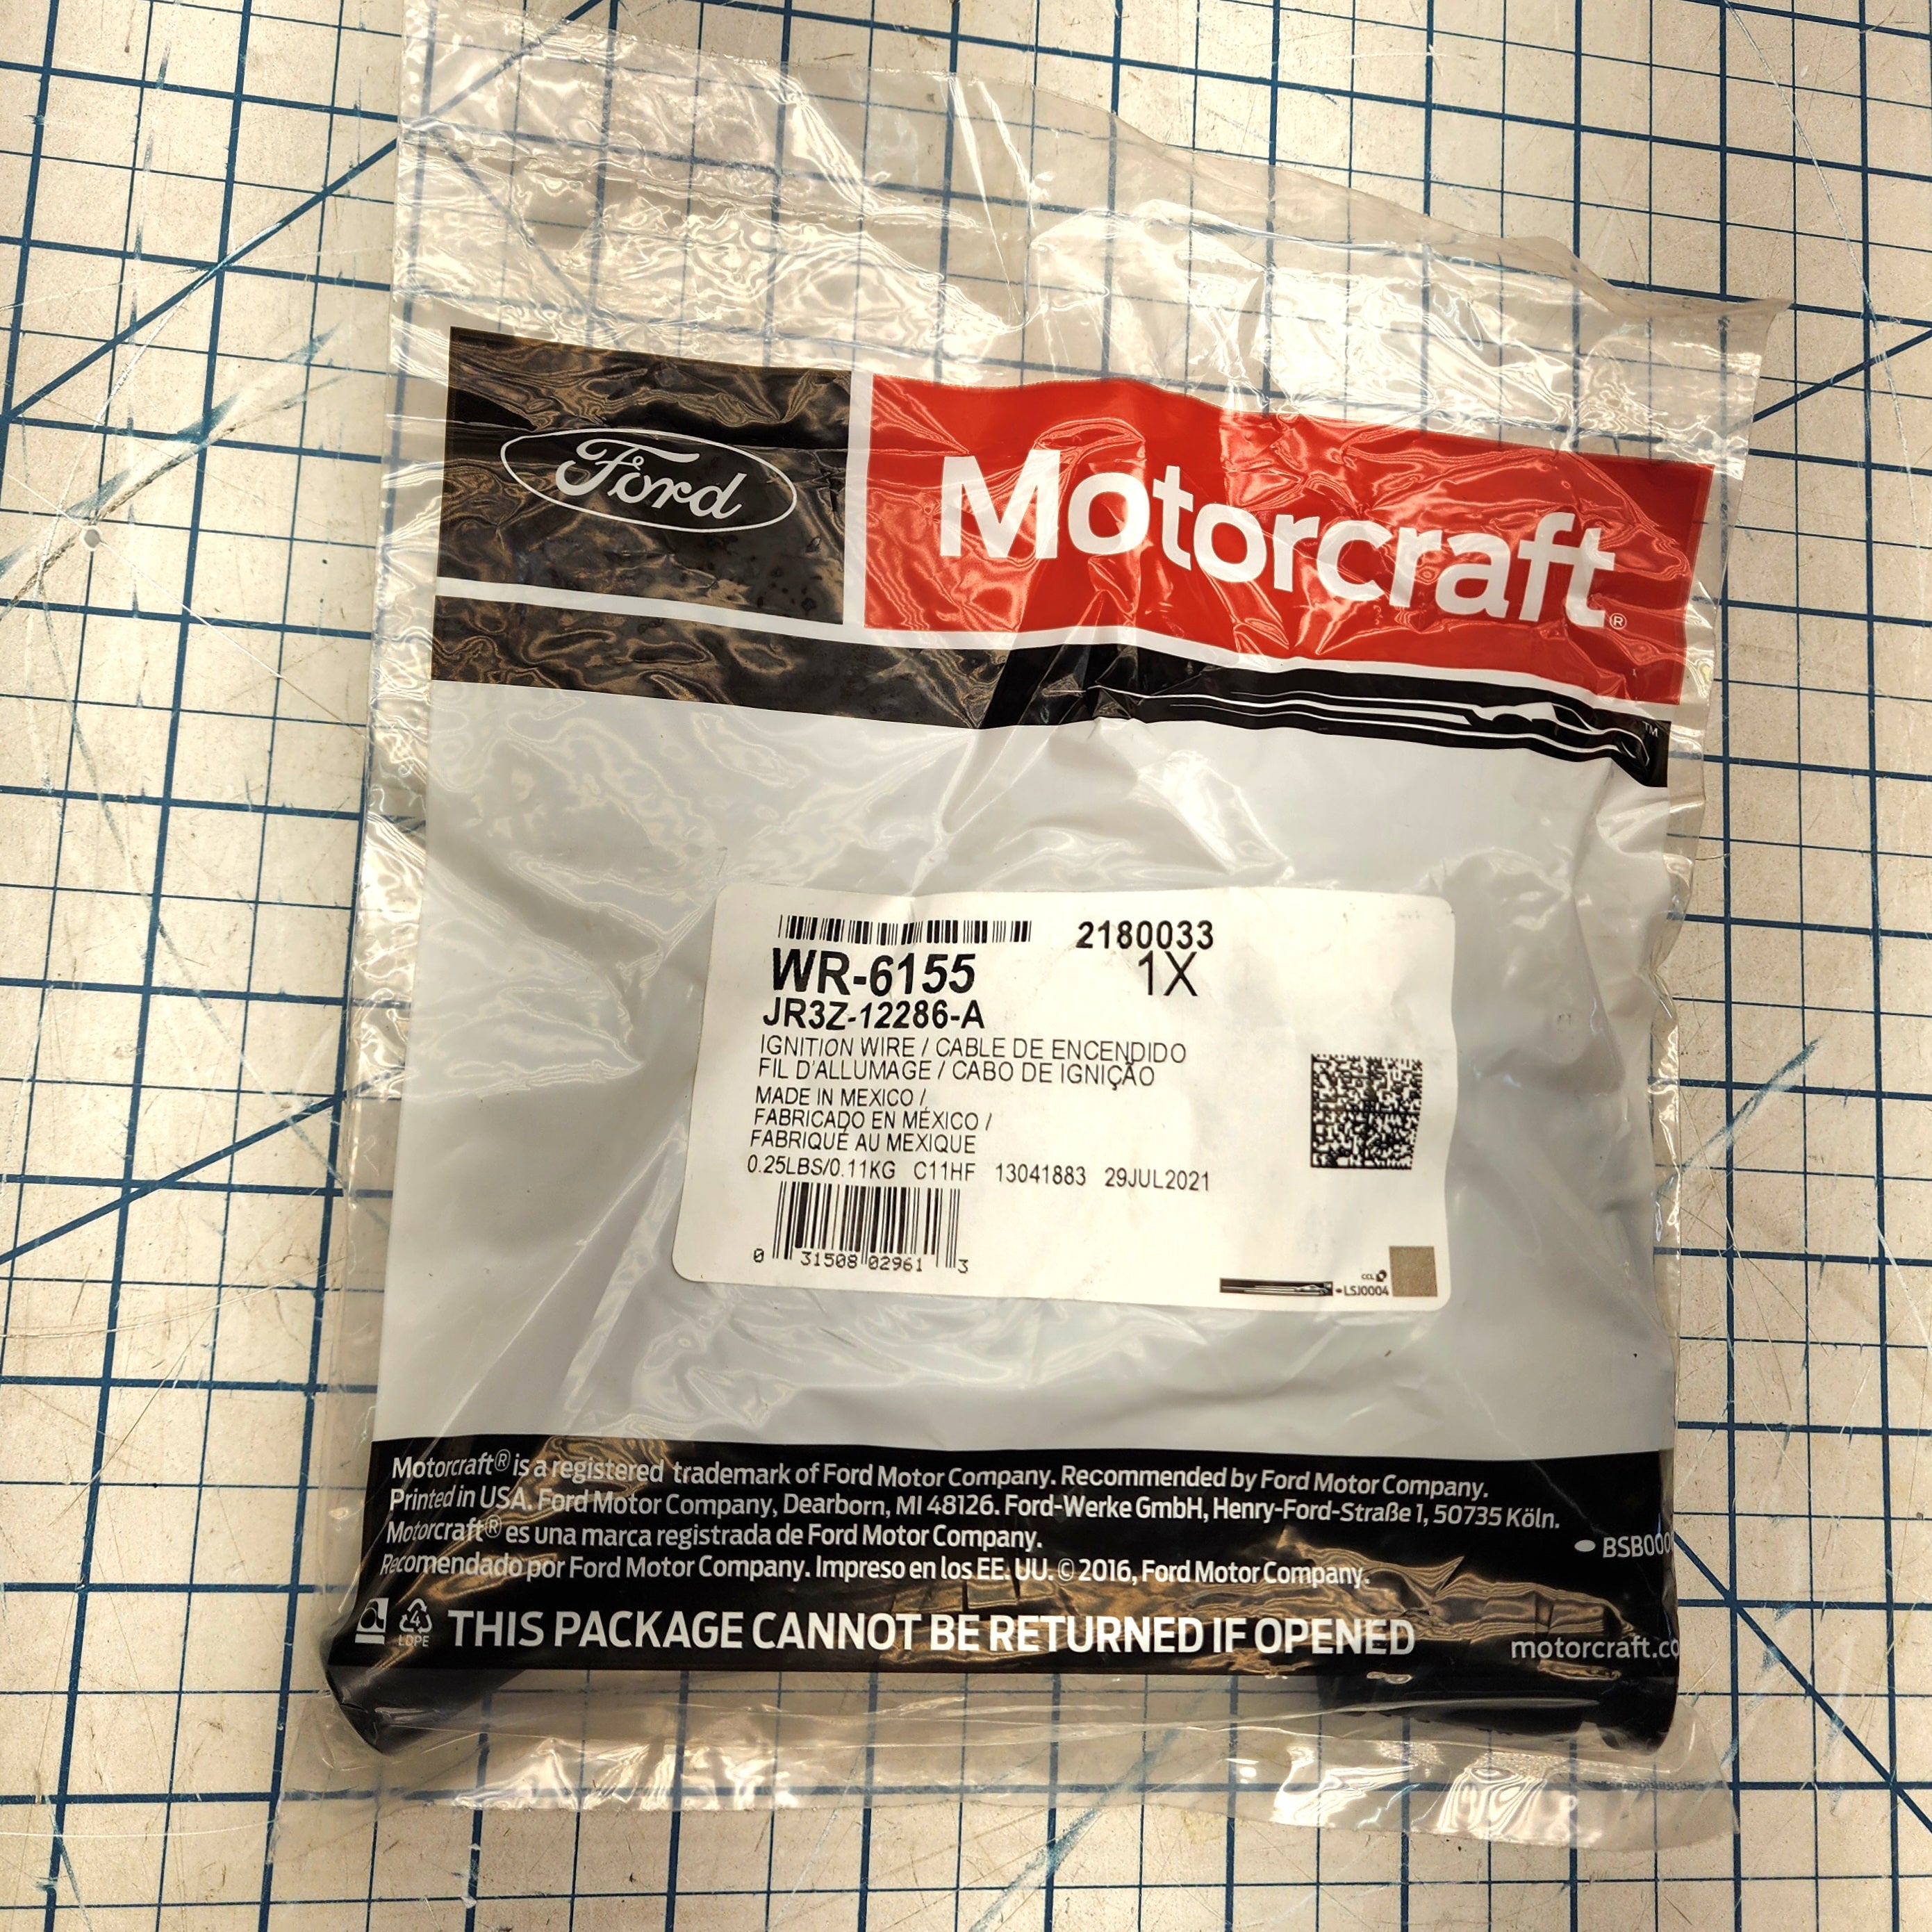 Ford
Motorcraft®
™
2180033
WR-6155 1X
JR3Z-12286-A
IGNITION WIRE / CABLE DE ENCENDIDO
FIL D'ALLUMAGE / CABO DE IGNIÇÃO
MADE IN MEXICO /
FABRICADO EN MÉXICO /
FABRIQUÉ AU MEXIQUE
0.25LBS/0.11KG C11HF 13041883 29JUL2021
0 31508 02961 3
CCL
LSJ0004
Motorcraft® is a registered trademark of Ford Motor Company. Recommended by Ford Motor Company.
Printed in USA. Ford Motor Company, Dearborn, MI 48126. Ford-Werke GmbH, Henry-Ford-Straße 1, 50735 Köln.
Motorcraft® es una marca registrada de Ford Motor Company.
Recomendado por Ford Motor Company. Impreso en los EE. UU. © 2016, Ford Motor Company.
BSB000
4
LDPE
THIS PACKAGE CANNOT BE RETURNED IF OPENED
motorcraft.co